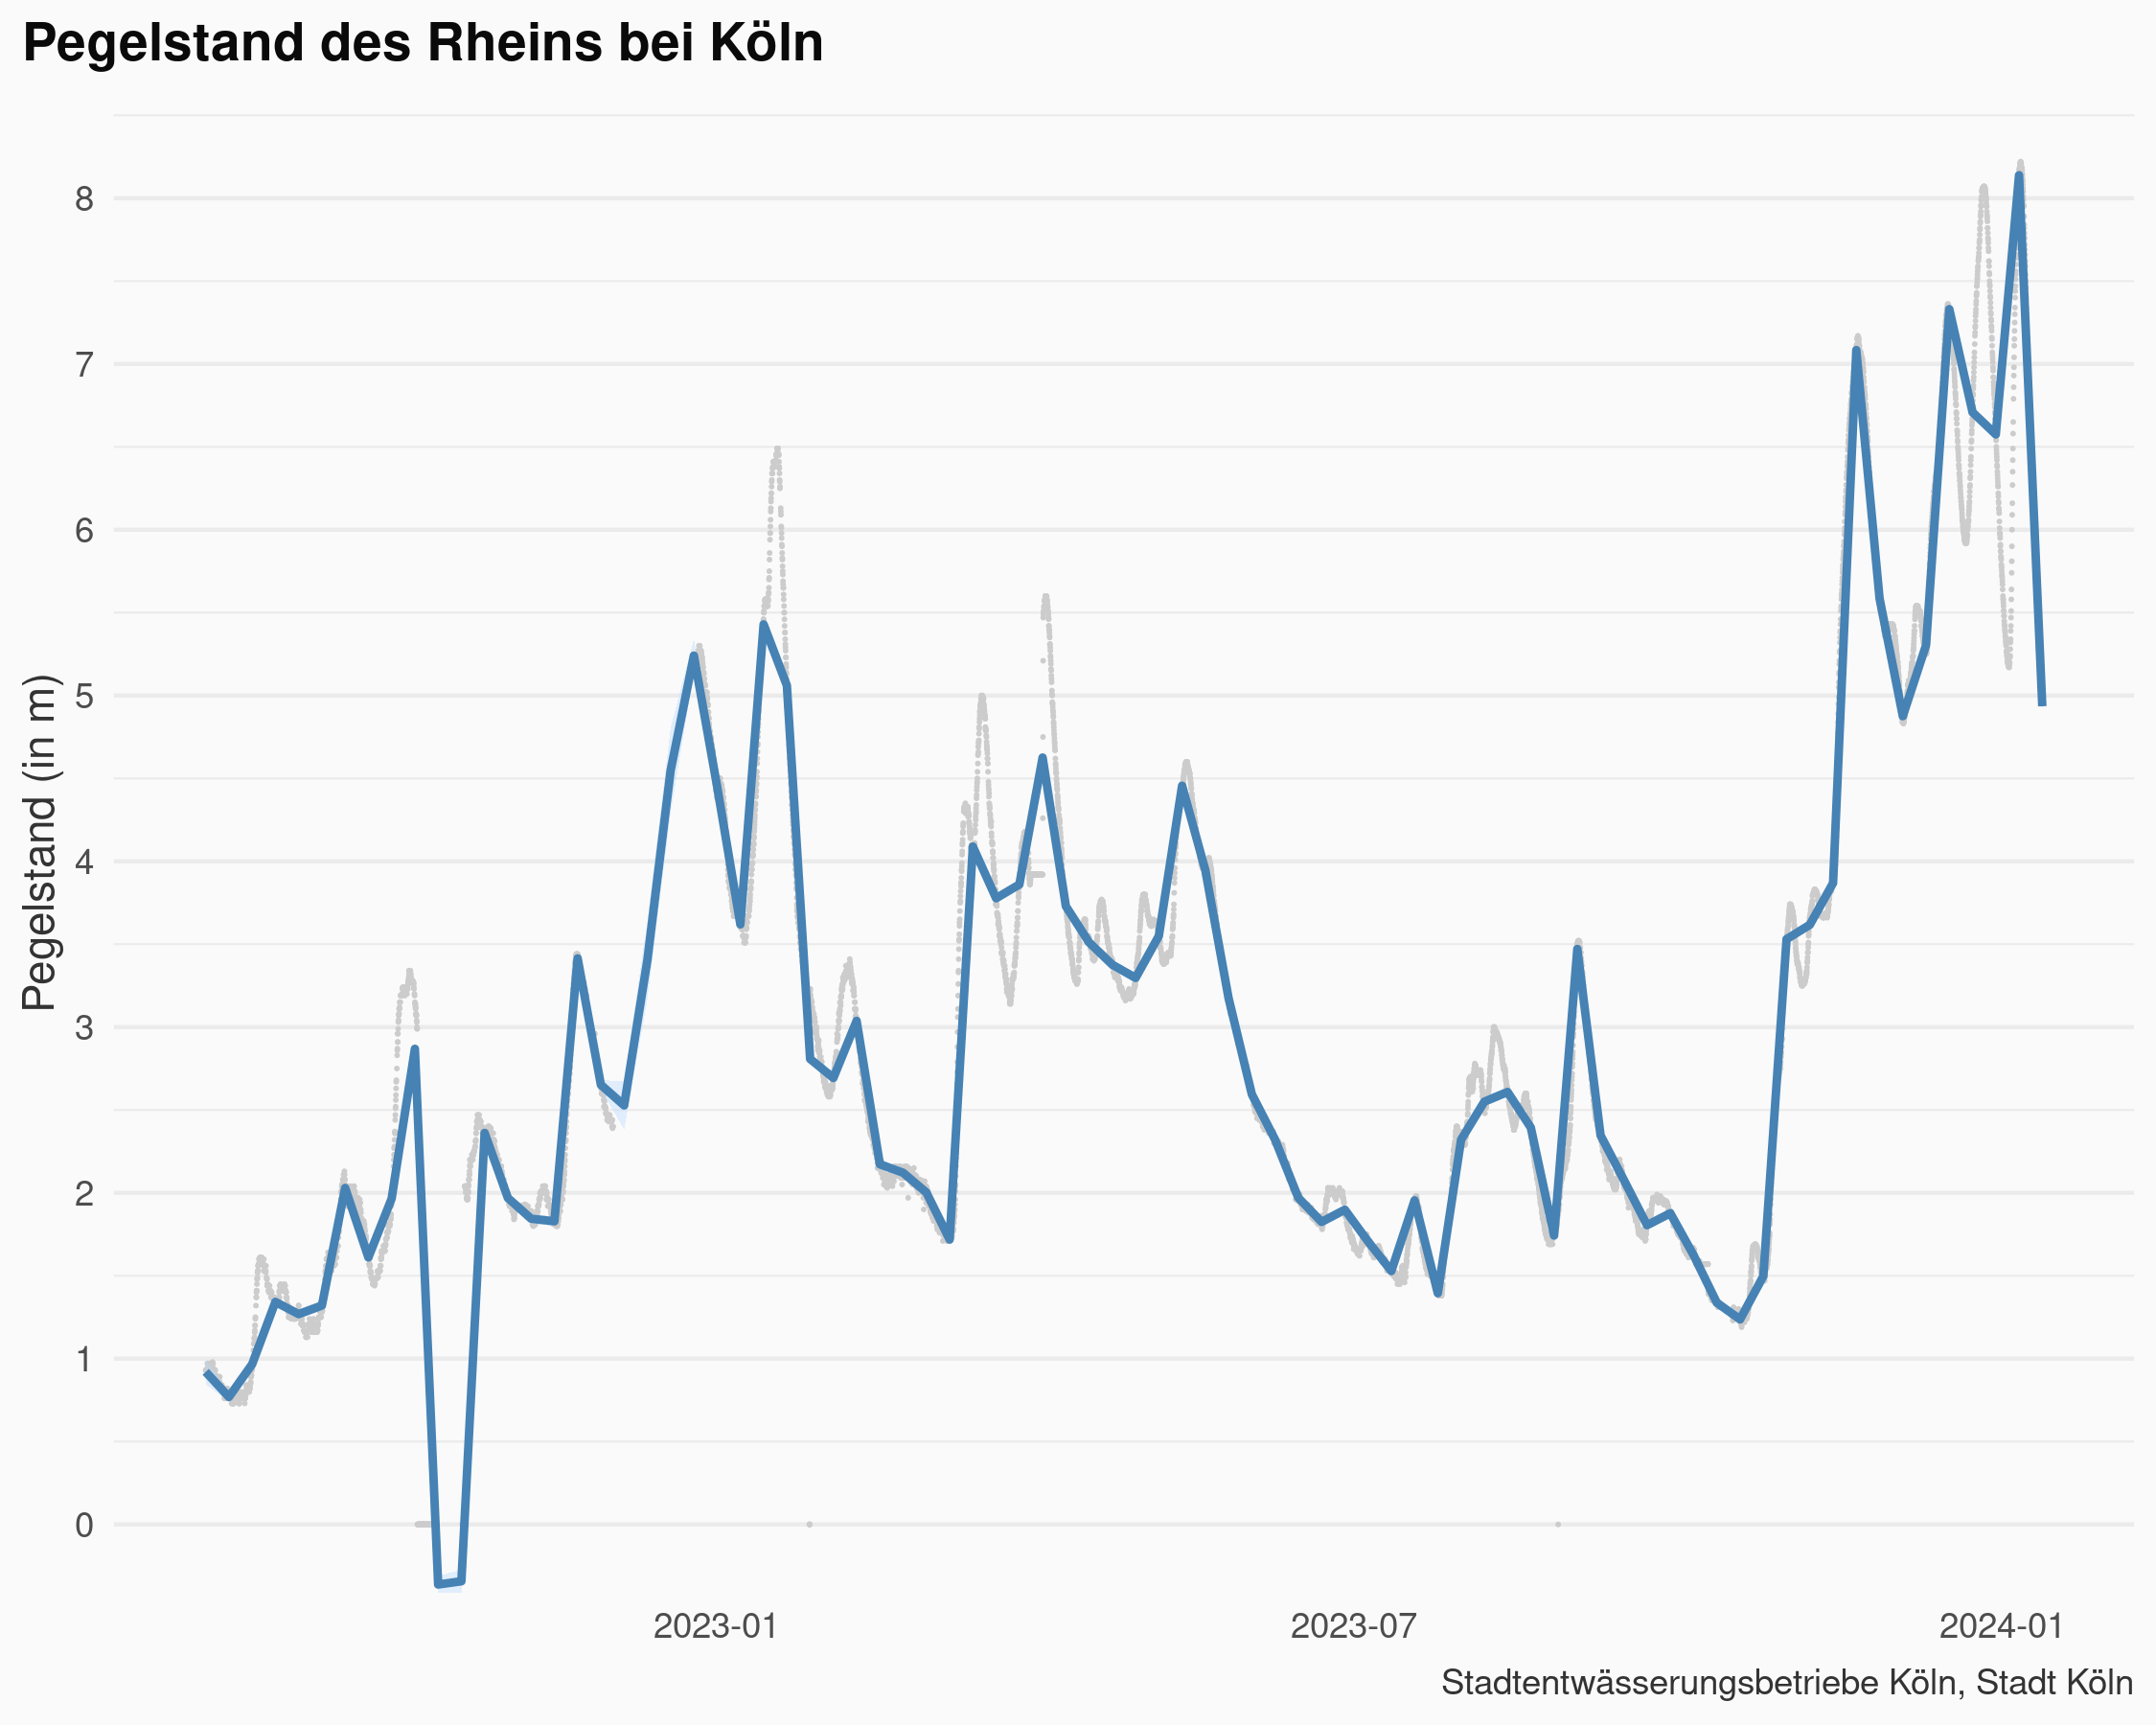 Pegelstand des Rheins bei Köln
Pegelstand (in m)
8
7
6
5
4
3
2
1
0
2023-01 2023-07 2024-01
Stadtentwässerungsbetriebe Köln, Stadt Köln